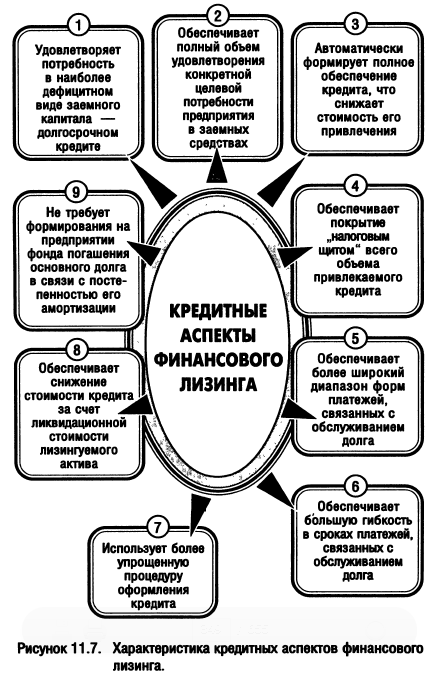 1
Удовлетворяет
потребность
в наиболее
дефицитном
виде заемного
капитала —
долгосрочном
кредите
2
Обеспечивает
полный объем
удовлетворения
конкретной
целевой
потребности
предприятия
в заемных
средствах
3
Автоматически
формирует полное
обеспечение
кредита, что
снижает
стоимость его
привлечения
9
Не требует
формирования на
предприятии
фонда погашения
основного долга
в связи с посте-
пенностью его
амортизации
4
Обеспечивает
покрытие
„налоговым
щитом“ всего
объема
привлекаемого
кредита
КРЕДИТНЫЕ
АСПЕКТЫ
ФИНАНСОВОГО
ЛИЗИНГА
8
Обеспечивает
снижение
стоимости кредита
за счет
ликвидационной
стоимости
лизингуемого
актива
5
Обеспечивает
более широкий
диапазон форм
платежей,
связанных с
обслуживанием
долга
7
Использует более
упрощенную
процедуру
оформления
кредита
6
Обеспечивает
бо́льшую гибкость
в сроках платежей,
связанных с
обслуживанием
долга
Рисунок 11.7. Характеристика кредитных аспектов финансового
лизинга.